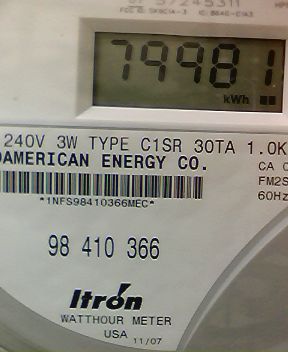 57245311
79981
kWh
240V 3W TYPE C1SR 30TA 1.0K
AMERICAN ENERGY CO.
CA
*1NFS98410366MEC*
FM2S
60Hz
98 410 366
Itron
WATTHOUR METER
USA 11/07